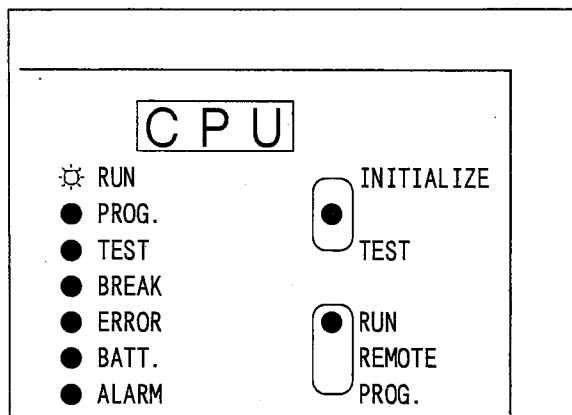 CPU
RUN
PROG.
TEST
BREAK
ERROR
BATT.
ALARM
INITIALIZE
TEST
RUN
REMOTE
PROG.